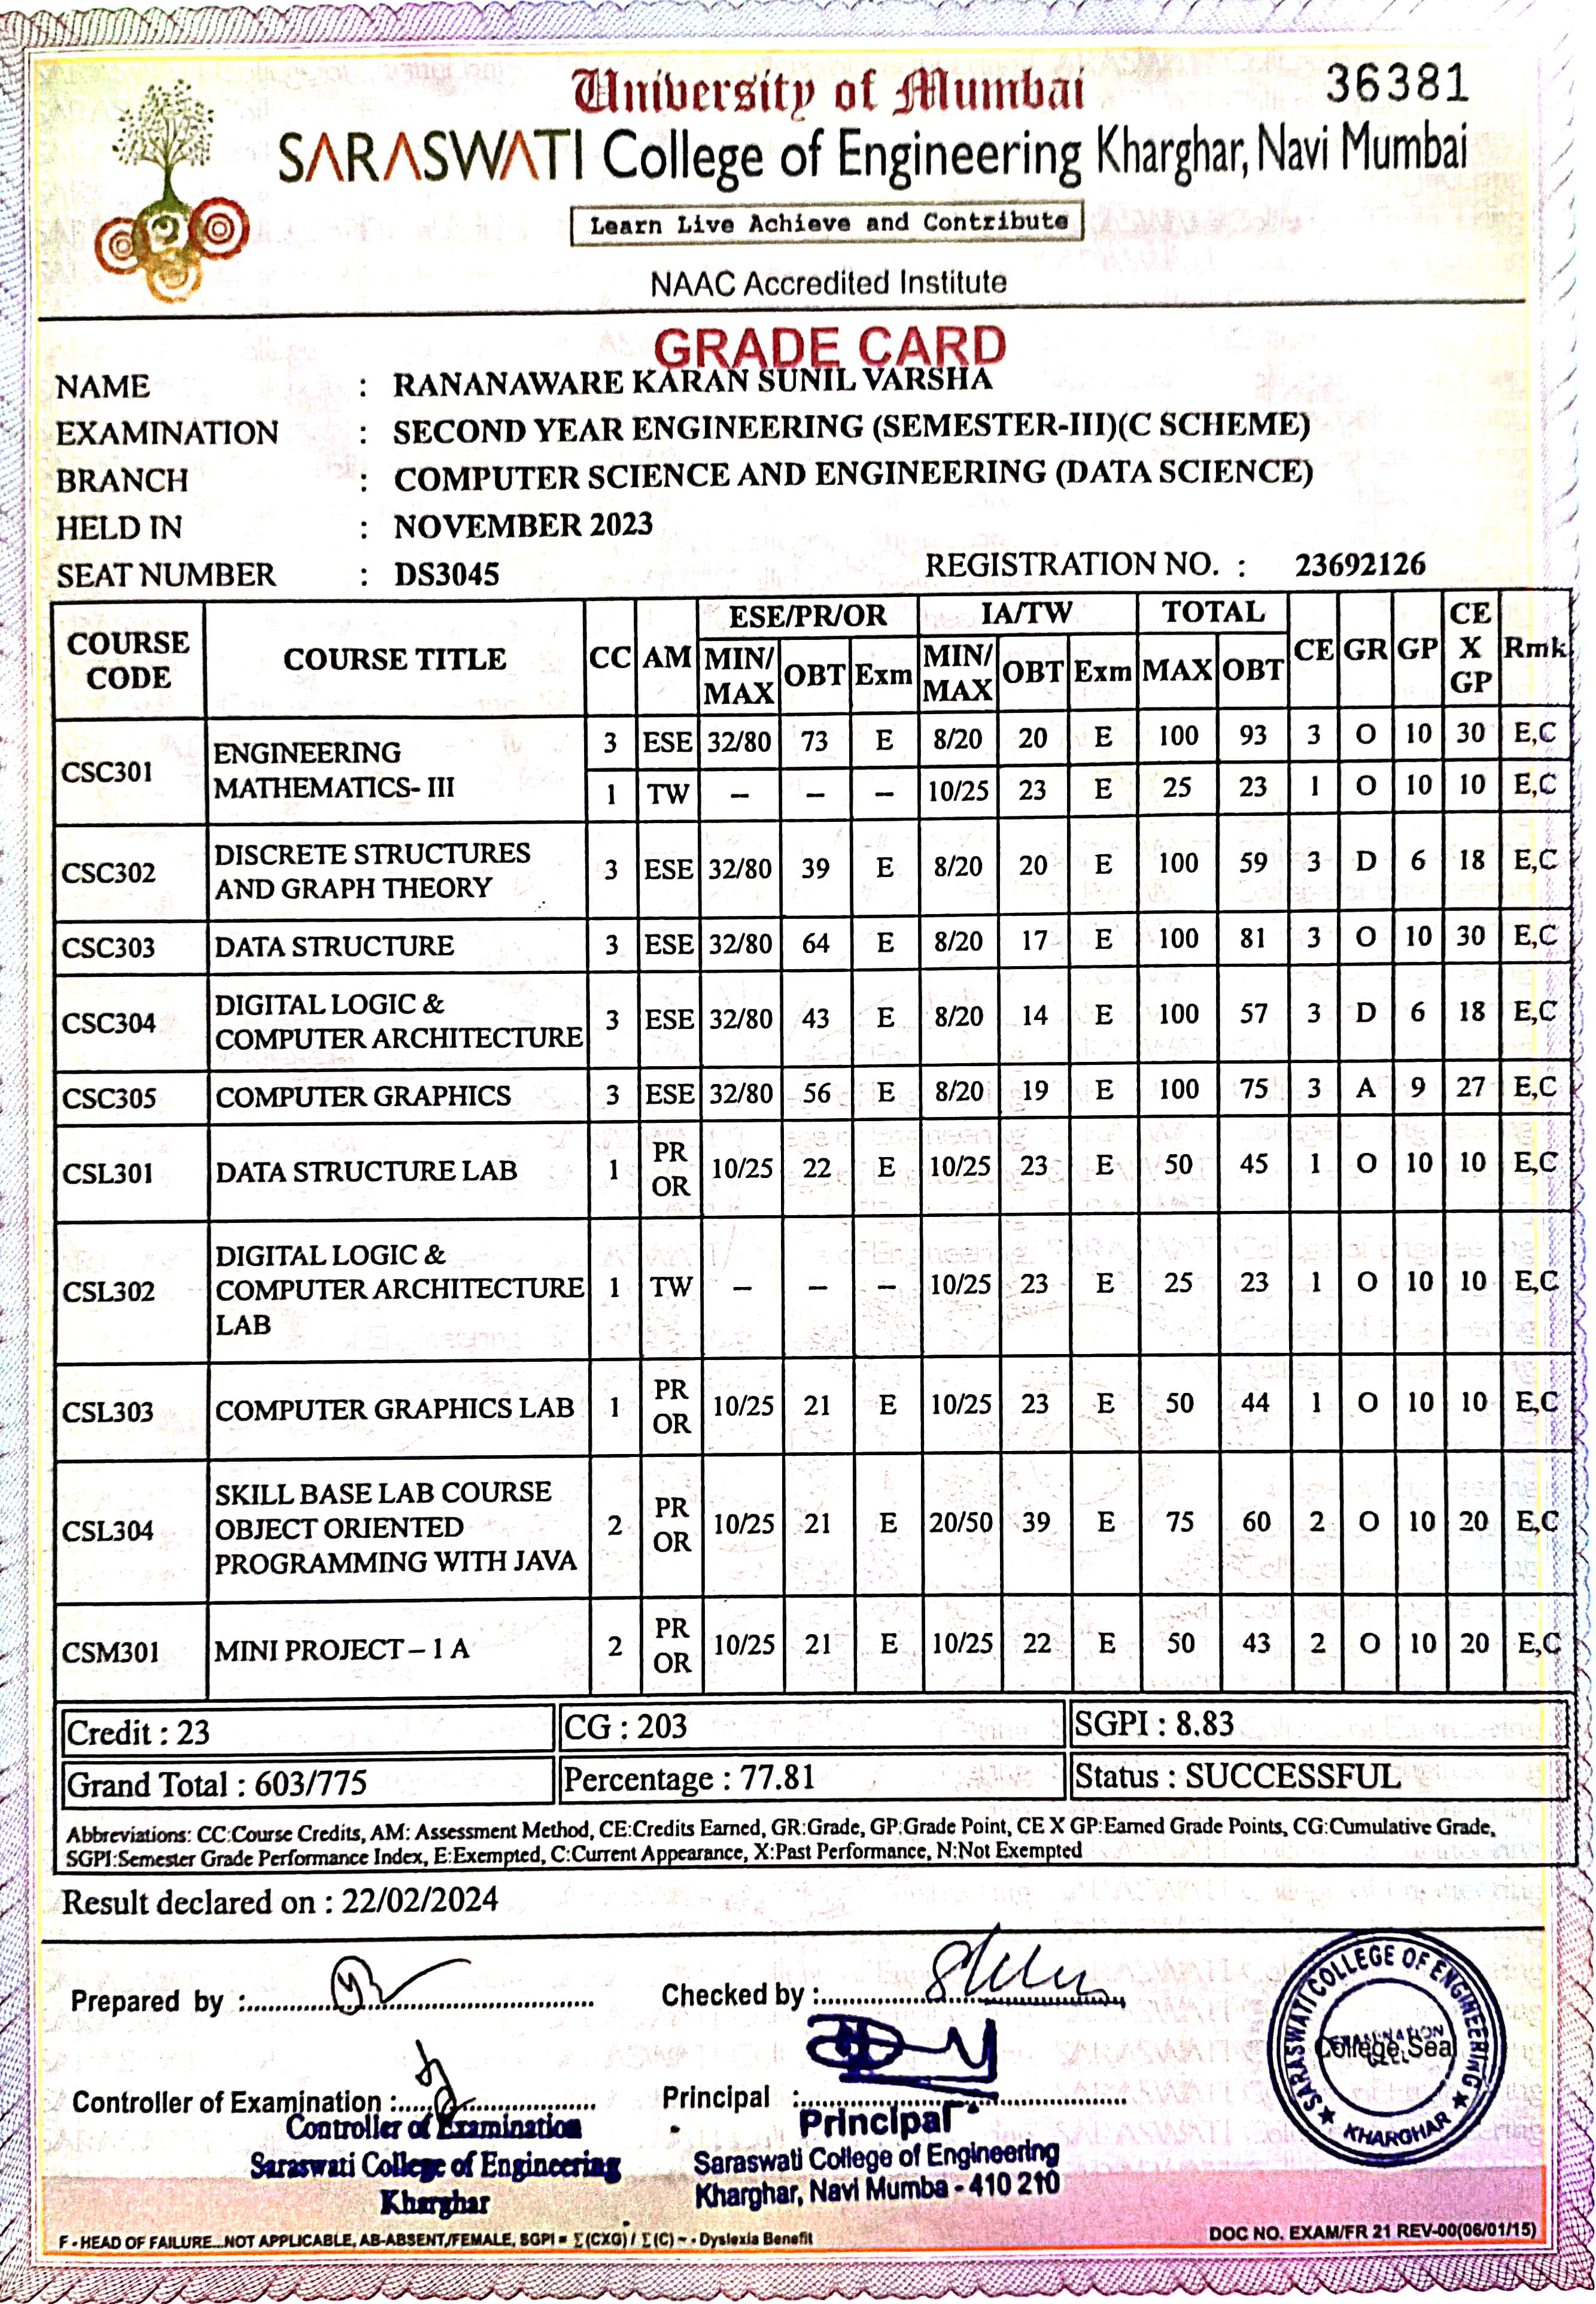 University of Mumbai
36381
SARASWATI College of Engineering Kharghar, Navi Mumbai
Learn Live Achieve and Contribute
NAAC Accredited Institute
GRADE CARD
NAME : RANANAWARE KARAN SUNIL VARSHA
EXAMINATION : SECOND YEAR ENGINEERING (SEMESTER-III)(C SCHEME)
BRANCH : COMPUTER SCIENCE AND ENGINEERING (DATA SCIENCE)
HELD IN : NOVEMBER 2023
SEAT NUMBER : DS3045 REGISTRATION NO. : 23692126
COURSE CODE COURSE TITLE CC AM ESE/PR/OR IA/TW TOTAL CE GR GP CE X GP Rmk
MIN/MAX OBT Exm MIN/MAX OBT Exm MAX OBT
CSC301 ENGINEERING MATHEMATICS- III 3 ESE 32/80 73 E 8/20 20 E 100 93 3 O 10 30 E,C
1 TW – – – 10/25 23 E 25 23 1 O 10 10 E,C
CSC302 DISCRETE STRUCTURES AND GRAPH THEORY 3 ESE 32/80 39 E 8/20 20 E 100 59 3 D 6 18 E,C
CSC303 DATA STRUCTURE 3 ESE 32/80 64 E 8/20 17 E 100 81 3 O 10 30 E,C
CSC304 DIGITAL LOGIC & COMPUTER ARCHITECTURE 3 ESE 32/80 43 E 8/20 14 E 100 57 3 D 6 18 E,C
CSC305 COMPUTER GRAPHICS 3 ESE 32/80 56 E 8/20 19 E 100 75 3 A 9 27 E,C
CSL301 DATA STRUCTURE LAB 1 PR OR 10/25 22 E 10/25 23 E 50 45 1 O 10 10 E,C
CSL302 DIGITAL LOGIC & COMPUTER ARCHITECTURE LAB 1 TW – – – 10/25 23 E 25 23 1 O 10 10 E,C
CSL303 COMPUTER GRAPHICS LAB 1 PR OR 10/25 21 E 10/25 23 E 50 44 1 O 10 10 E,C
CSL304 SKILL BASE LAB COURSE OBJECT ORIENTED PROGRAMMING WITH JAVA 2 PR OR 10/25 21 E 20/50 39 E 75 60 2 O 10 20 E,C
CSM301 MINI PROJECT – 1 A 2 PR OR 10/25 21 E 10/25 22 E 50 43 2 O 10 20 E,C
Credit : 23 CG : 203 SGPI : 8.83
Grand Total : 603/775 Percentage : 77.81 Status : SUCCESSFUL
Abbreviations: CC:Course Credits, AM: Assessment Method, CE:Credits Earned, GR:Grade, GP:Grade Point, CE X GP:Earned Grade Points, CG:Cumulative Grade,
SGPI:Semester Grade Performance Index, E:Exempted, C:Current Appearance, X:Past Performance, N:Not Exempted
Result declared on : 22/02/2024
Prepared by : Checked by :
Controller of Examination : Principal :
Controller of Examination
Saraswati College of Engineering
Kharghar
Principal
Saraswati College of Engineering
Kharghar, Navi Mumba - 410 210
SARASWATI COLLEGE OF ENGINEERING
College Seal
KHARGHAR
F - HEAD OF FAILURE...NOT APPLICABLE, AB-ABSENT,/FEMALE, SGPI = Σ(CXG) / Σ(C) ~ - Dyslexia Benefit
DOC NO. EXAM/FR 21 REV-00(06/01/15)